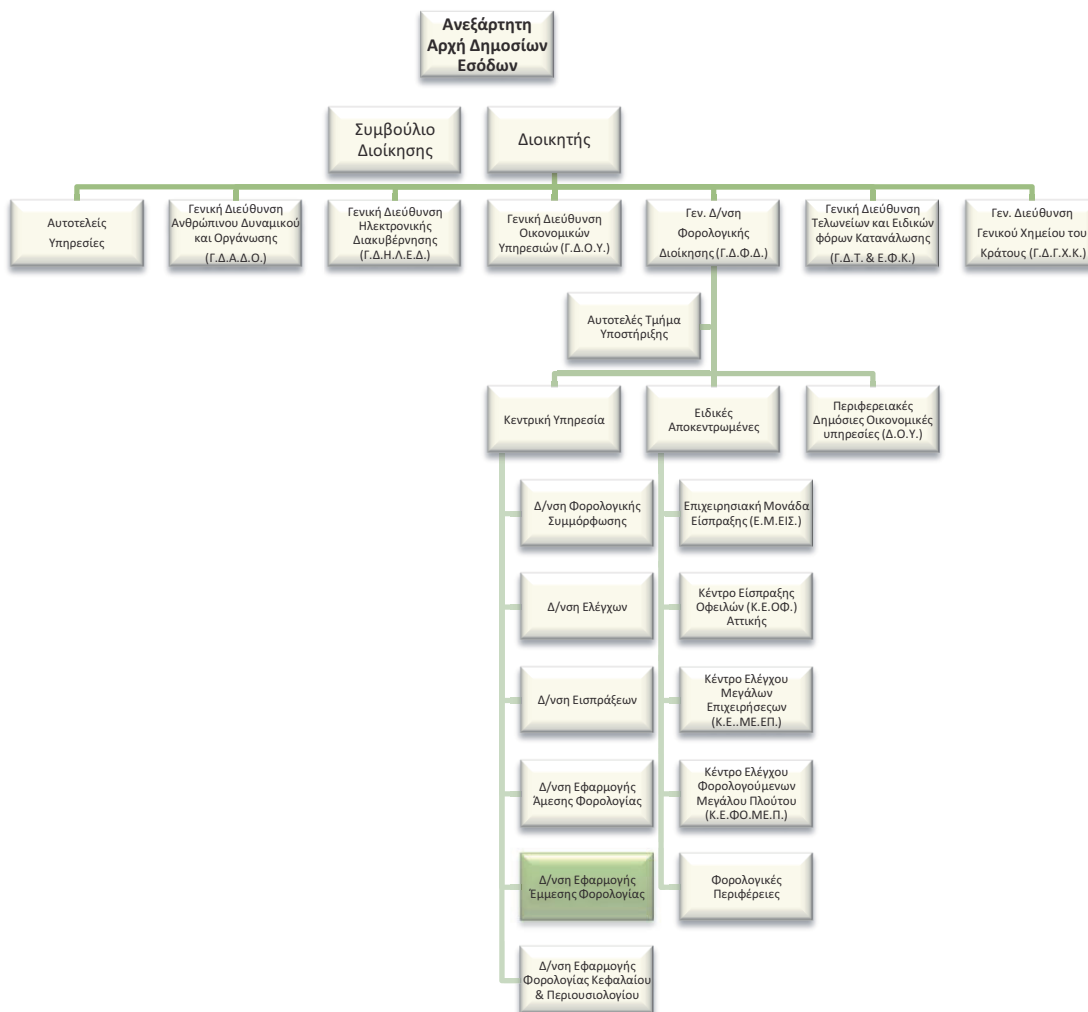 Ανεξάρτητη
Αρχή Δημοσίων
Εσόδων
Συμβούλιο
Διοίκησης
Διοικητής
Αυτοτελείς
Υπηρεσίες
Γενική Διεύθυνση
Ανθρώπινου Δυναμικού
και Οργάνωσης
(Γ.Δ.Α.Δ.Ο.)
Γενική Διεύθυνση
Ηλεκτρονικής
Διακυβέρνησης
(Γ.Δ.Η.Λ.Ε.Δ.)
Γενική Διεύθυνση
Οικονομικών
Υπηρεσιών (Γ.Δ.Ο.Υ.)
Γεν. Δ/νση
Φορολογικής
Διοίκησης (Γ.Δ.Φ.Δ.)
Γενική Διεύθυνση
Τελωνείων και Ειδικών
φόρων Κατανάλωσης
(Γ.Δ.Τ. & Ε.Φ.Κ.)
Γεν. Διεύθυνση
Γενικού Χημείου του
Κράτους (Γ.Δ.Γ.Χ.Κ.)
Αυτοτελές Τμήμα
Υποστήριξης
Κεντρική Υπηρεσία
Ειδικές
Αποκεντρωμένες
Περιφερειακές
Δημόσιες Οικονομικές
υπηρεσίες (Δ.Ο.Υ.)
Δ/νση Φορολογικής
Συμμόρφωσης
Δ/νση Ελέγχων
Δ/νση Εισπράξεων
Δ/νση Εφαρμογής
Άμεσης Φορολογίας
Δ/νση Εφαρμογής
Έμμεσης Φορολογίας
Δ/νση Εφαρμογής
Φορολογίας Κεφαλαίου
& Περιουσιολογίου
Επιχειρησιακή Μονάδα
Είσπραξης (Ε.Μ.ΕΙΣ.)
Κέντρο Είσπραξης
Οφειλών (Κ.Ε.ΟΦ.)
Αττικής
Κέντρο Ελέγχου
Μεγάλων
Επιχειρήσεςων
(Κ.Ε..ΜΕ.ΕΠ.)
Κέντρο Ελέγχου
Φορολογούμενων
Μεγάλου Πλούτου
(Κ.Ε.ΦΟ.ΜΕ.Π.)
Φορολογικές
Περιφέρειες